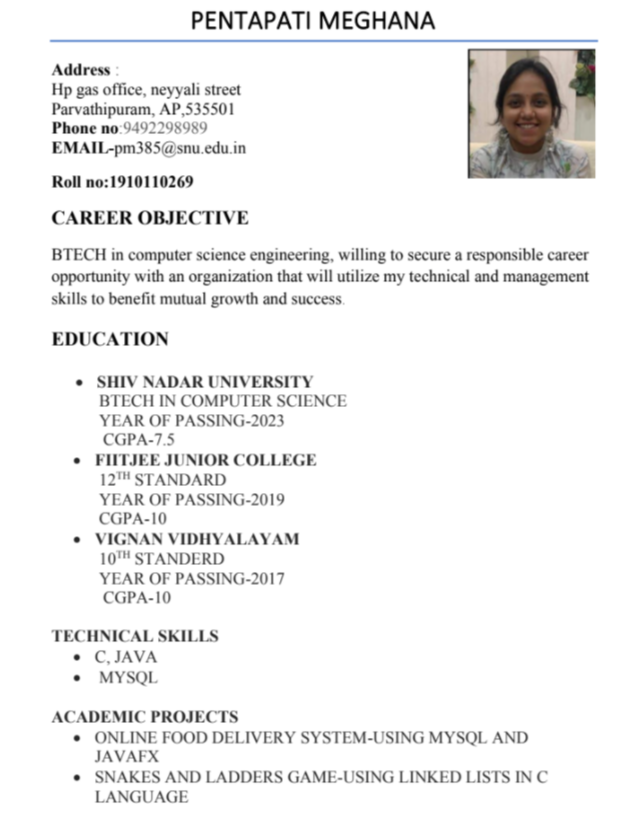 PENTAPATI MEGHANA
Address :
Hp gas office, neyyali street
Parvathipuram, AP,535501
Phone no:9492298989
EMAIL-pm385@snu.edu.in
Roll no:1910110269
CAREER OBJECTIVE
BTECH in computer science engineering, willing to secure a responsible career
opportunity with an organization that will utilize my technical and management
skills to benefit mutual growth and success.
EDUCATION
• SHIV NADAR UNIVERSITY
BTECH IN COMPUTER SCIENCE
YEAR OF PASSING-2023
CGPA-7.5
• FIITJEE JUNIOR COLLEGE
12TH STANDARD
YEAR OF PASSING-2019
CGPA-10
• VIGNAN VIDHYALAYAM
10TH STANDERD
YEAR OF PASSING-2017
CGPA-10
TECHNICAL SKILLS
• C, JAVA
• MYSQL
ACADEMIC PROJECTS
• ONLINE FOOD DELIVERY SYSTEM-USING MYSQL AND
JAVAFX
• SNAKES AND LADDERS GAME-USING LINKED LISTS IN C
LANGUAGE